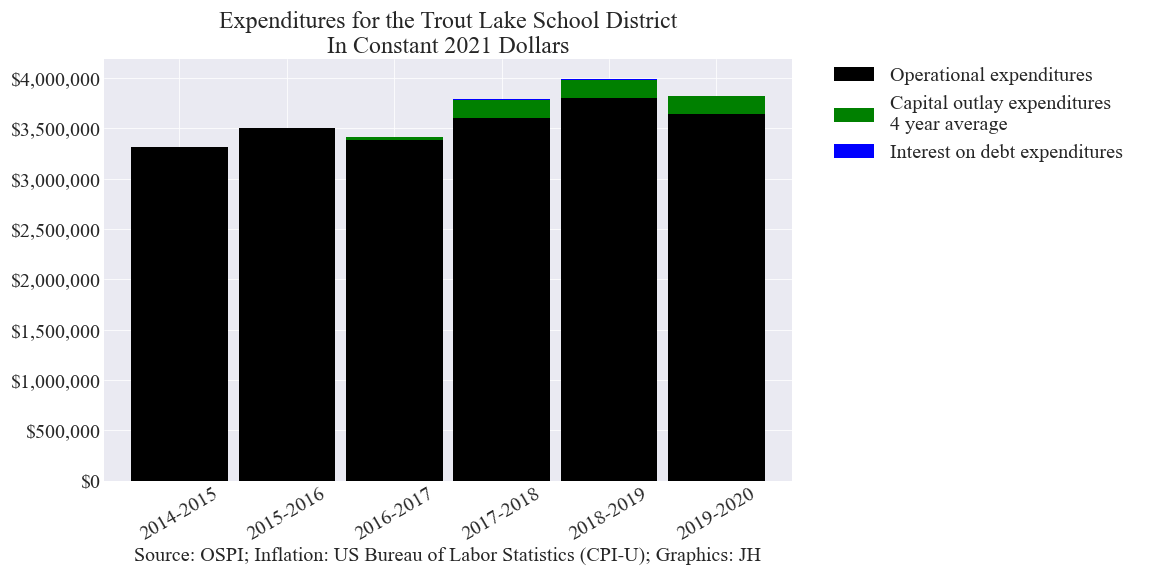 Expenditures for the Trout Lake School District
In Constant 2021 Dollars
$4,000,000
$3,500,000
$3,000,000
$2,500,000
$2,000,000
$1,500,000
$1,000,000
$500,000
$0
2014-2015
2015-2016
2016-2017
2017-2018
2018-2019
2019-2020
Source: OSPI; Inflation: US Bureau of Labor Statistics (CPI-U); Graphics: JH
Operational expenditures
Capital outlay expenditures
4 year average
Interest on debt expenditures